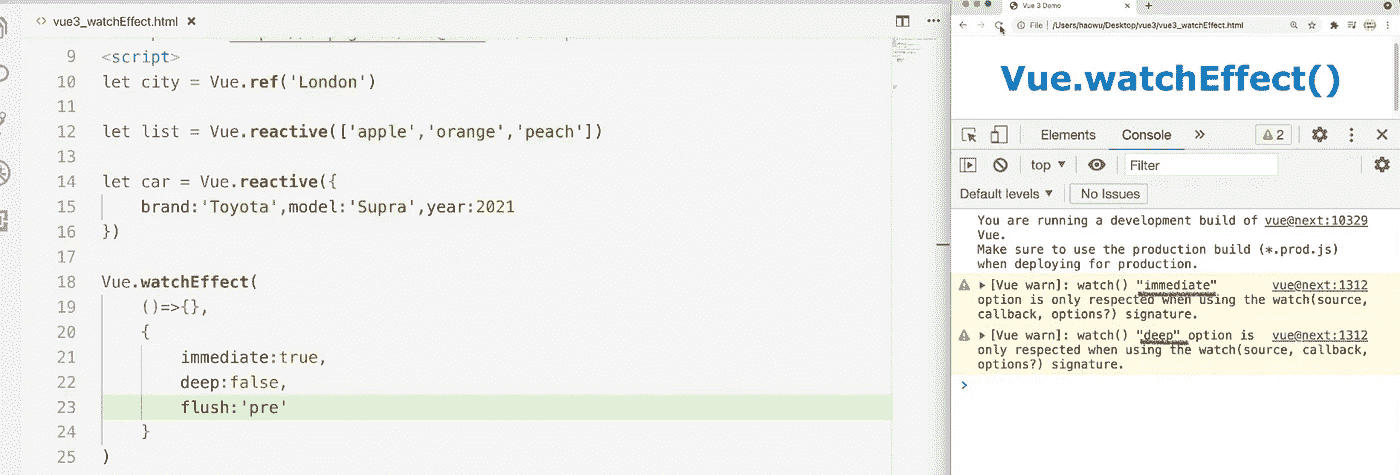 vue3_watchEffect.html
9 <script>
10 let city = Vue.ref('London')
11
12 let list = Vue.reactive(['apple','orange','peach'])
13
14 let car = Vue.reactive({
15 brand:'Toyota',model:'Supra',year:2021
16 })
17
18 Vue.watchEffect(
19 ()=>{},
20 {
21 immediate:true,
22 deep:false,
23 flush:'pre'
24 }
25 )
Vue 3 Demo
File | /Users/haowu/Desktop/vue3/vue3_watchEffect.html
Vue.watchEffect()
Elements Console 2
top Filter
Default levels No Issues
You are running a development build of vue@next:10329
Vue.
Make sure to use the production build (*.prod.js)
when deploying for production.
[Vue warn]: watch() "immediate" vue@next:1312
option is only respected when using the watch(source,
callback, options?) signature.
[Vue warn]: watch() "deep" option is vue@next:1312
only respected when using the watch(source, callback,
options?) signature.